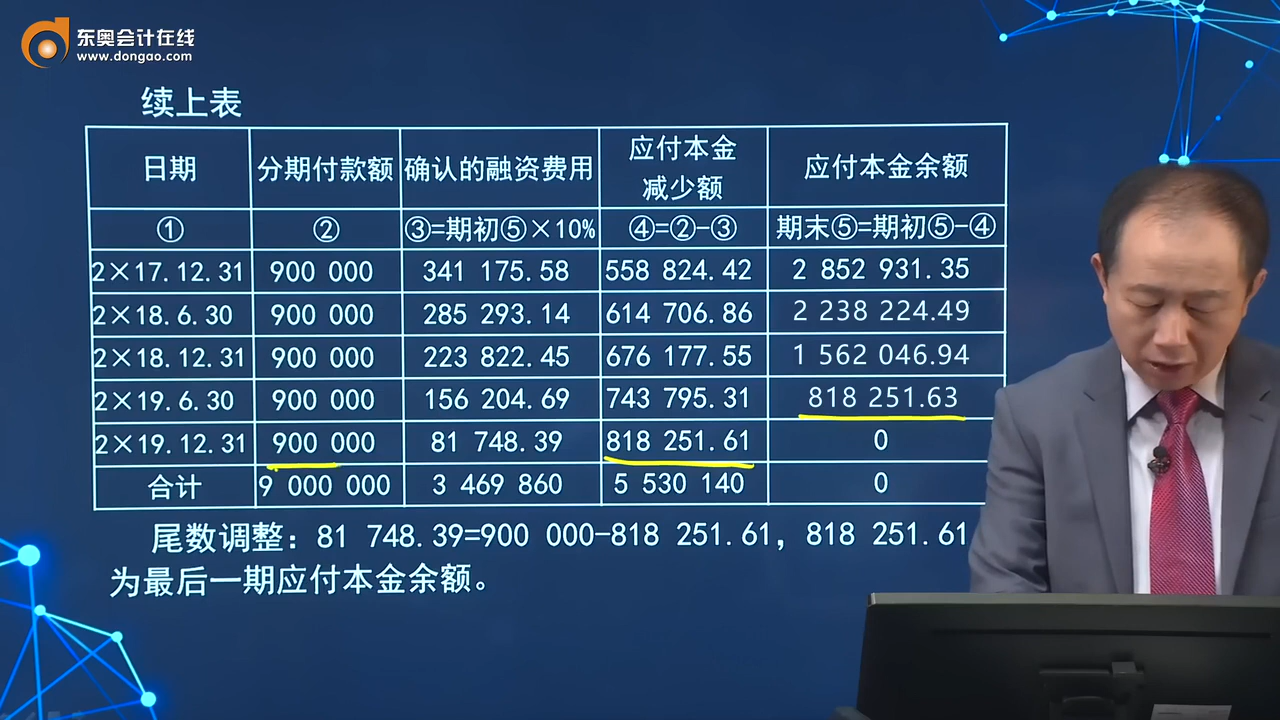 东奥会计在线
www.dongao.com
续上表
日期 分期付款额 确认的融资费用 应付本金减少额 应付本金余额
① ② ③=期初⑤×10% ④=②-③ 期末⑤=期初⑤-④
2×17.12.31 900 000 341 175.58 558 824.42 2 852 931.35
2×18.6.30 900 000 285 293.14 614 706.86 2 238 224.49
2×18.12.31 900 000 223 822.45 676 177.55 1 562 046.94
2×19.6.30 900 000 156 204.69 743 795.31 818 251.63
2×19.12.31 900 000 81 748.39 818 251.61 0
合计 9 000 000 3 469 860 5 530 140 0
尾数调整：81 748.39=900 000-818 251.61，818 251.61
为最后一期应付本金余额。